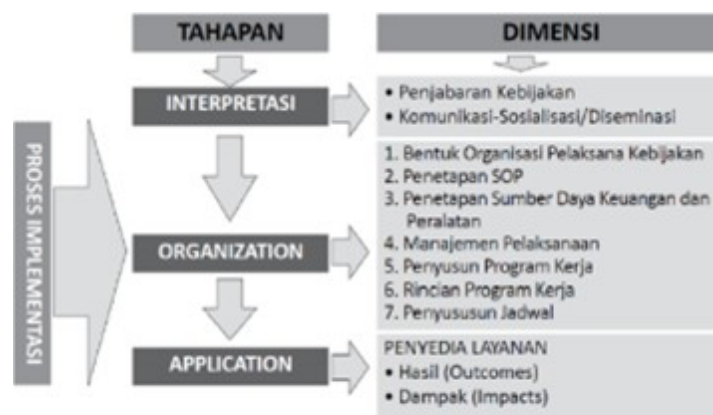 TAHAPAN
DIMENSI
PROSES IMPLEMENTASI
INTERPRETASI
• Penjabaran Kebijakan
• Komunikasi-Sosialisasi/Diseminasi
ORGANIZATION
1. Bentuk Organisasi Pelaksana Kebijakan
2. Penetapan SOP
3. Penetapan Sumber Daya Keuangan dan
Peralatan
4. Manajemen Pelaksanaan
5. Penyusun Program Kerja
6. Rincian Program Kerja
7. Penyususun Jadwal
APPLICATION
PENYEDIA LAYANAN
• Hasil (Outcomes)
• Dampak (Impacts)